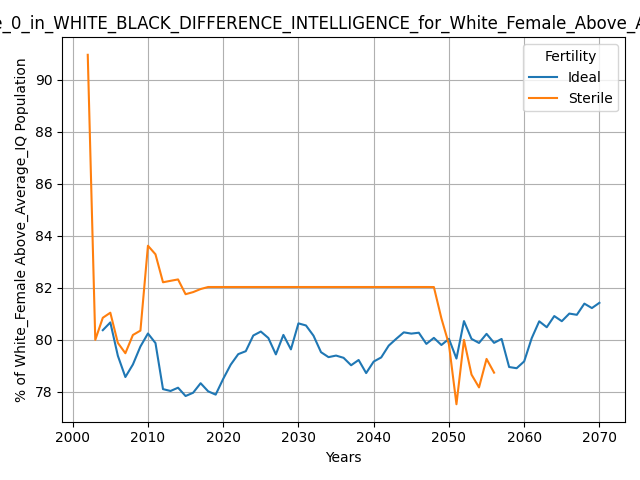 e_0_in_WHITE_BLACK_DIFFERENCE_INTELLIGENCE_for_White_Female_Above_A
Fertility
Ideal
Sterile
% of White_Female Above_Average_IQ Population
90
88
86
84
82
80
78
2000 2010 2020 2030 2040 2050 2060 2070
Years